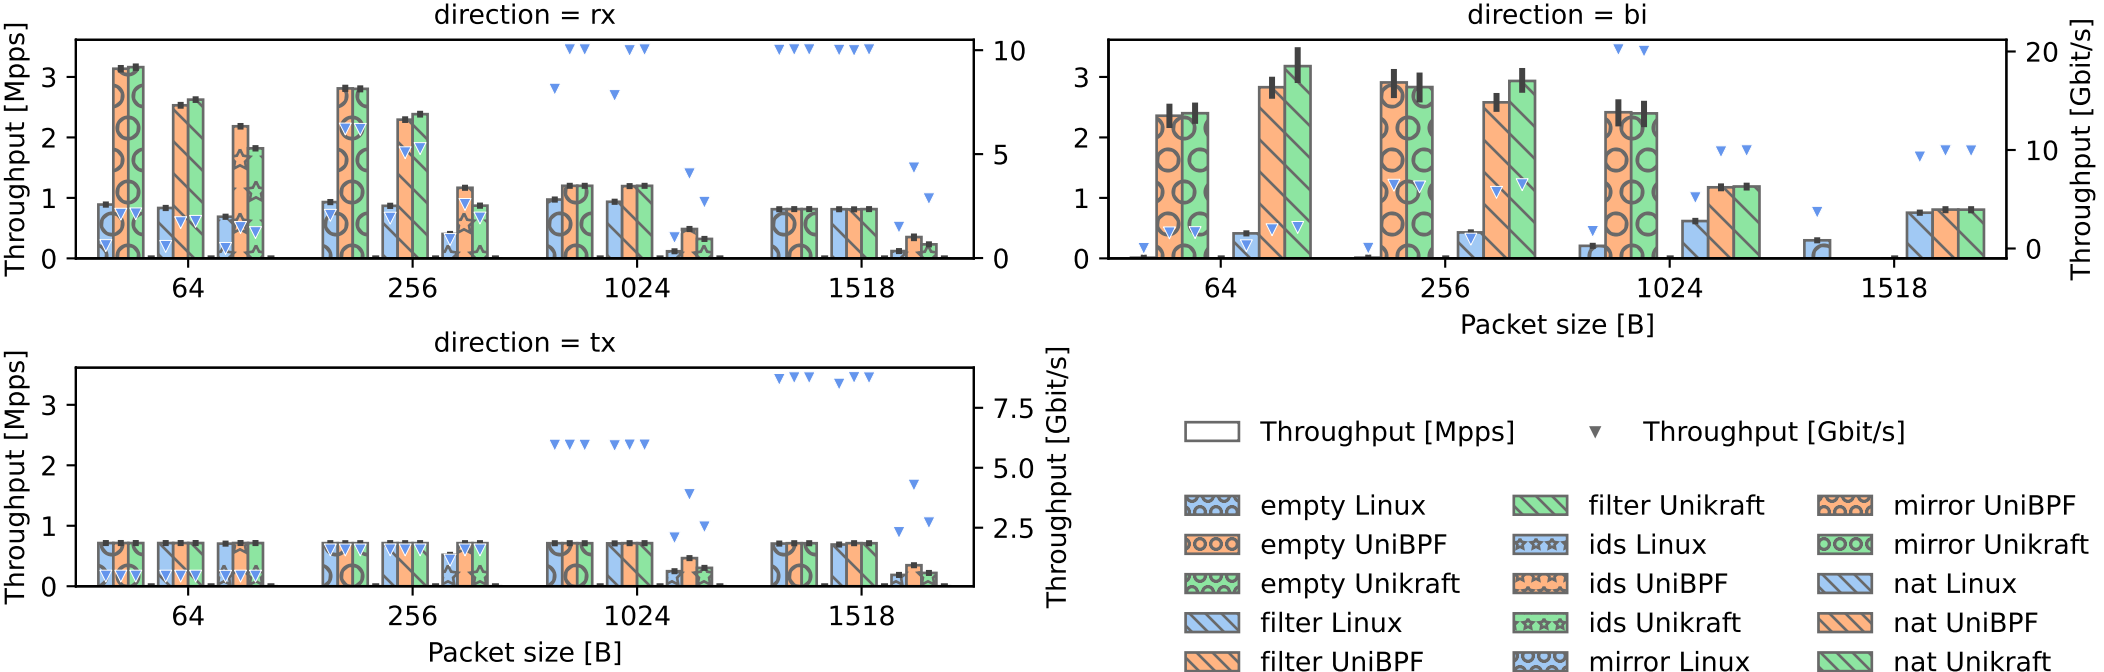 direction = rx
Throughput [Mpps]
3
2
1
0
10
5
0
64
256
1024
1518
direction = bi
3
2
1
0
20
10
0
Throughput [Gbit/s]
64
256
1024
1518
Packet size [B]
direction = tx
Throughput [Mpps]
3
2
1
0
7.5
5.0
2.5
Throughput [Gbit/s]
64
256
1024
1518
Packet size [B]
Throughput [Mpps]
Throughput [Gbit/s]
empty Linux
empty UniBPF
empty Unikraft
filter Linux
filter UniBPF
filter Unikraft
ids Linux
ids UniBPF
ids Unikraft
mirror Linux
mirror UniBPF
mirror Unikraft
nat Linux
nat UniBPF
nat Unikraft